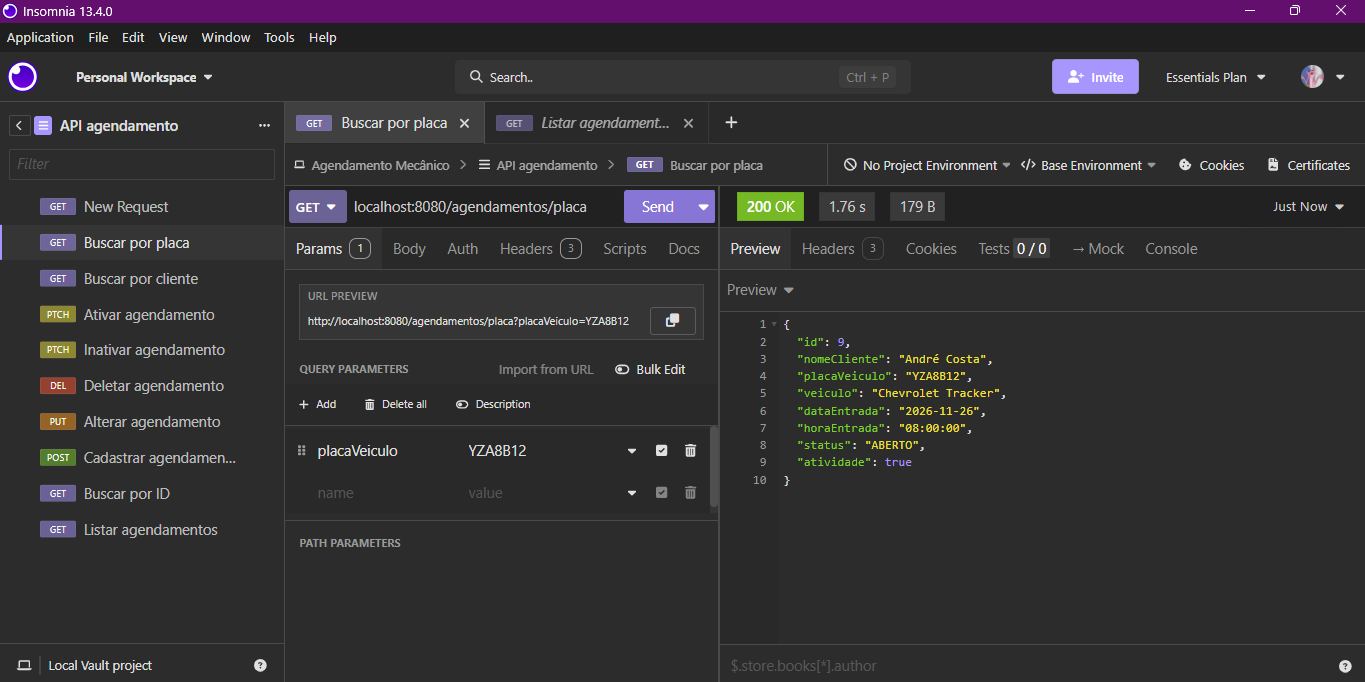 Insomnia 13.4.0
Application File Edit View Window Tools Help
Personal Workspace
Search..
Ctrl + P
Invite
Essentials Plan
API agendamento
Filter
GET New Request
GET Buscar por placa
GET Buscar por cliente
PTCH Ativar agendamento
PTCH Inativar agendamento
DEL Deletar agendamento
PUT Alterar agendamento
POST Cadastrar agendamen...
GET Buscar por ID
GET Listar agendamentos
Local Vault project
GET Buscar por placa
GET Listar agendament...
Agendamento Mecânico > API agendamento > GET Buscar por placa
No Project Environment
</> Base Environment
Cookies
Certificates
GET localhost:8080/agendamentos/placa
Send
Params 1 Body Auth Headers 3 Scripts Docs
URL PREVIEW
http://localhost:8080/agendamentos/placa?placaVeiculo=YZA8B12
QUERY PARAMETERS
Import from URL
Bulk Edit
+ Add
Delete all
Description
placaVeiculo YZA8B12
name value
PATH PARAMETERS
200 OK 1.76 s 179 B
Just Now
Preview Headers 3 Cookies Tests 0 / 0 → Mock Console
Preview
1 {
2 "id": 9,
3 "nomeCliente": "André Costa",
4 "placaVeiculo": "YZA8B12",
5 "veiculo": "Chevrolet Tracker",
6 "dataEntrada": "2026-11-26",
7 "horaEntrada": "08:00:00",
8 "status": "ABERTO",
9 "atividade": true
10 }
$.store.books[*].author